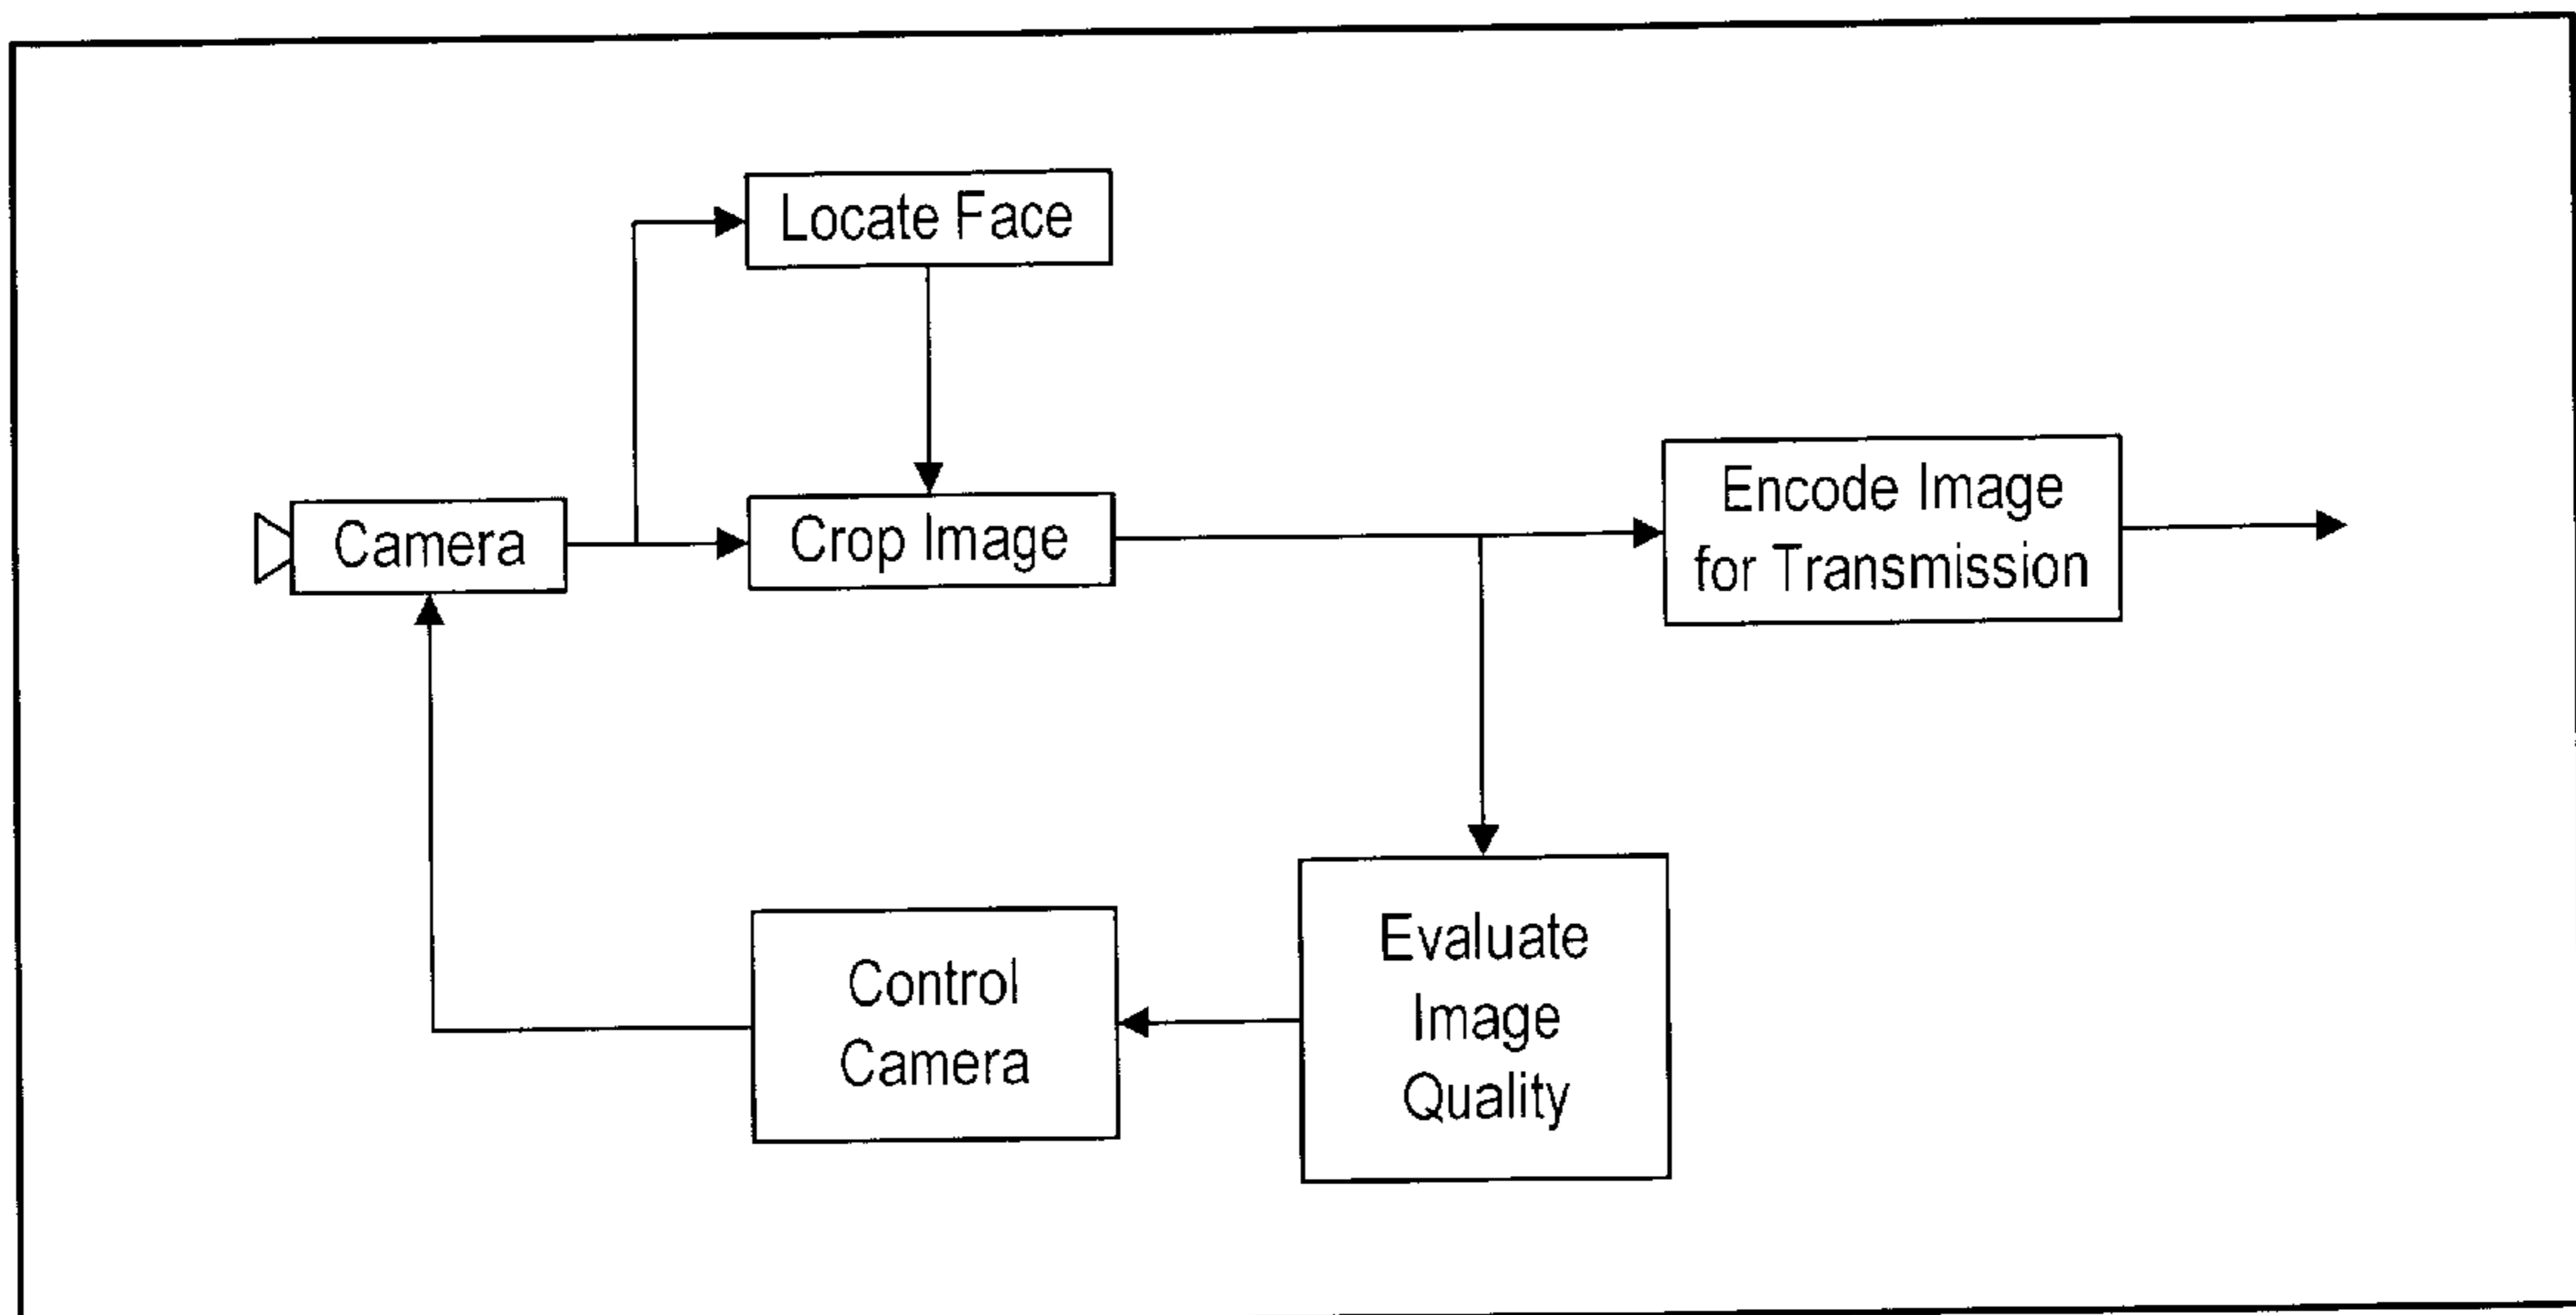 Locate Face
Camera
Crop Image
Encode Image
for Transmission
Control
Camera
Evaluate
Image
Quality